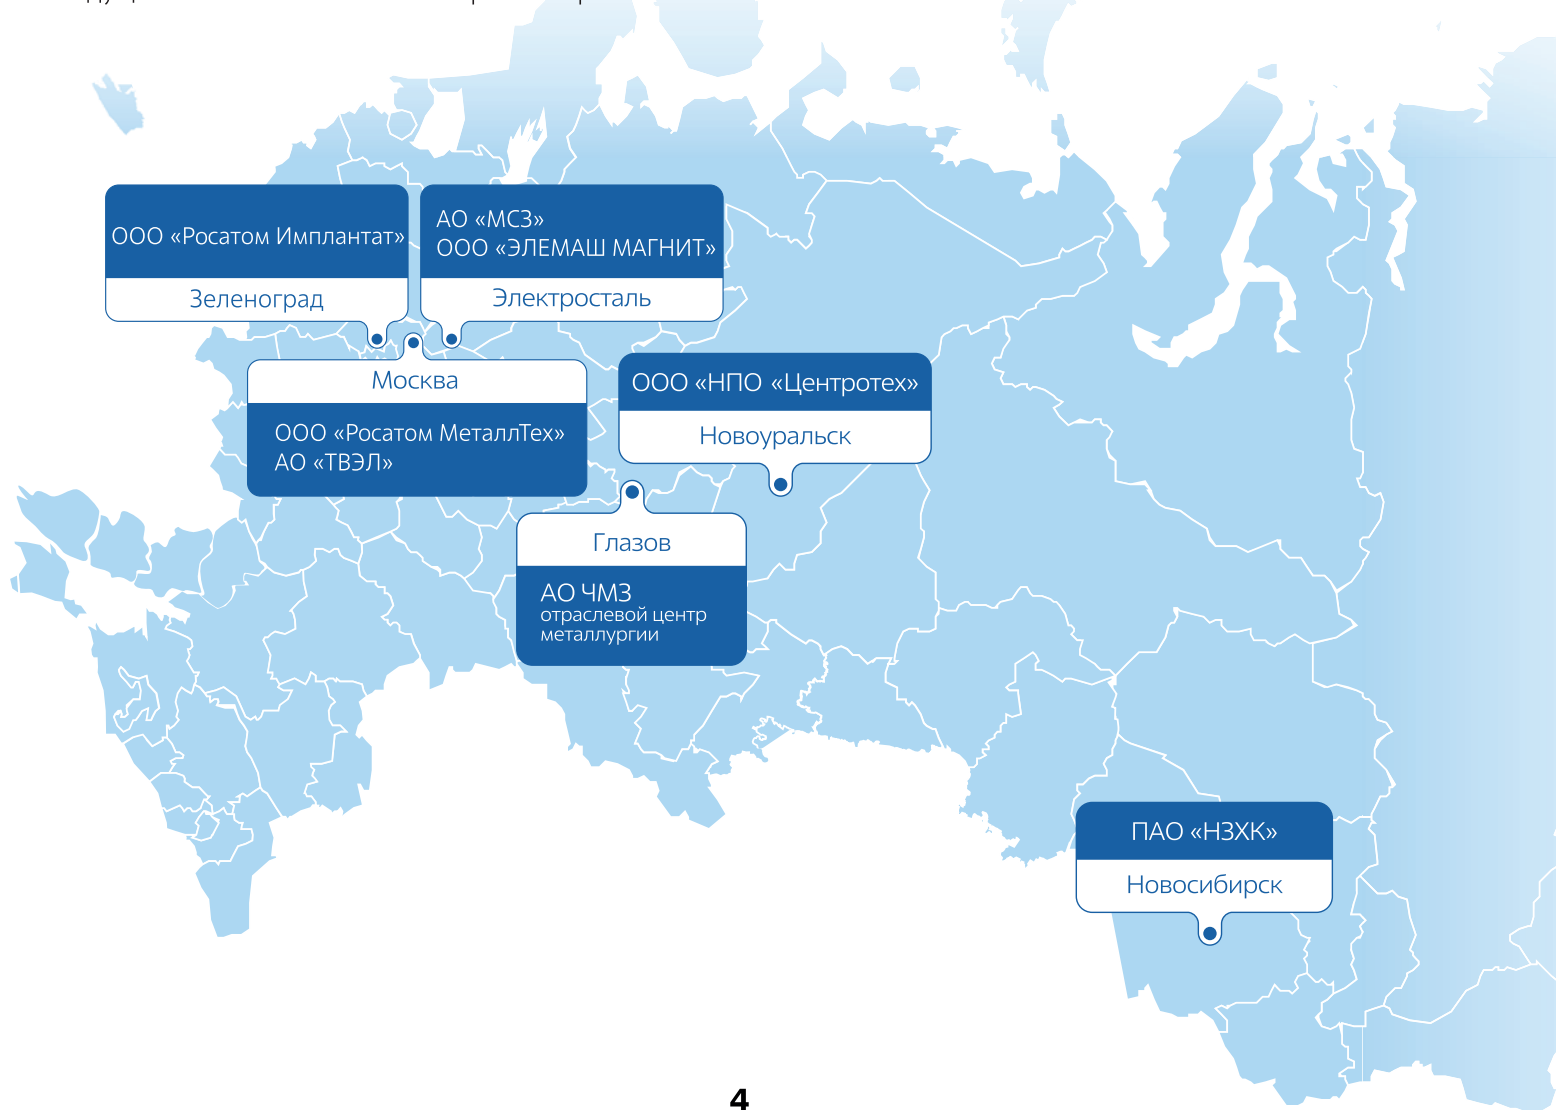 ООО «Росатом Имплантат»
Зеленоград
АО «МСЗ»
ООО «ЭЛЕМАШ МАГНИТ»
Электросталь
Москва
ООО «Росатом МеталлТех»
АО «ТВЭЛ»
ООО «НПО «Центротех»
Новоуральск
Глазов
АО ЧМЗ
отраслевой центр
металлургии
ПАО «НЗХК»
Новосибирск
4